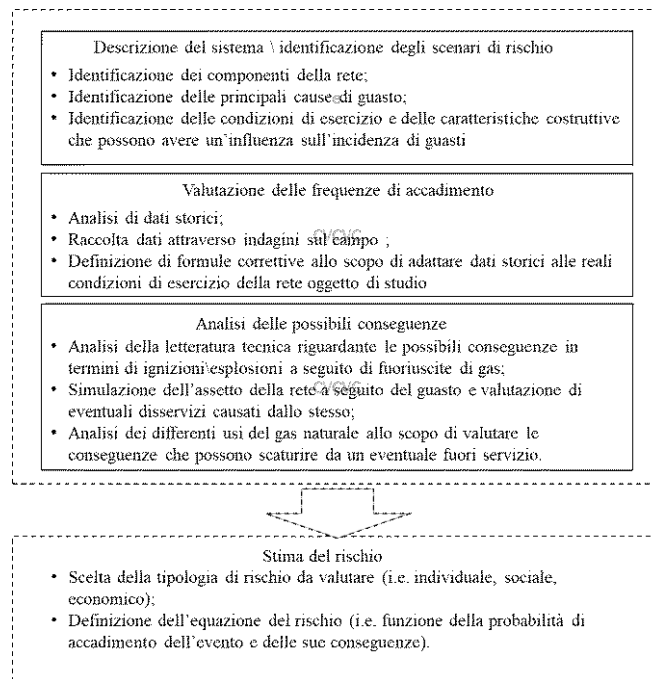 Descrizione del sistema \ identificazione degli scenari di rischio
• Identificazione dei componenti della rete;
• Identificazione delle principali cause di guasto;
• Identificazione delle condizioni di esercizio e delle caratteristiche costruttive
che possono avere un'influenza sull'incidenza di guasti
Valutazione delle frequenze di accadimento
• Analisi di dati storici;
• Raccolta dati attraverso indagini sul campo ;
• Definizione di formule correttive allo scopo di adattare dati storici alle reali
condizioni di esercizio della rete oggetto di studio
Analisi delle possibili conseguenze
• Analisi della letteratura tecnica riguardante le possibili conseguenze in
termini di ignizioni\esplosioni a seguito di fuoriuscite di gas;
• Simulazione dell'assetto della rete a seguito del guasto e valutazione di
eventuali disservizi causati dallo stesso;
• Analisi dei differenti usi del gas naturale allo scopo di valutare le
conseguenze che possono scaturire da un eventuale fuori servizio.
Stima del rischio
• Scelta della tipologia di rischio da valutare (i.e. individuale, sociale,
economico);
• Definizione dell'equazione del rischio (i.e. funzione della probabilità di
accadimento dell'evento e delle sue conseguenze).